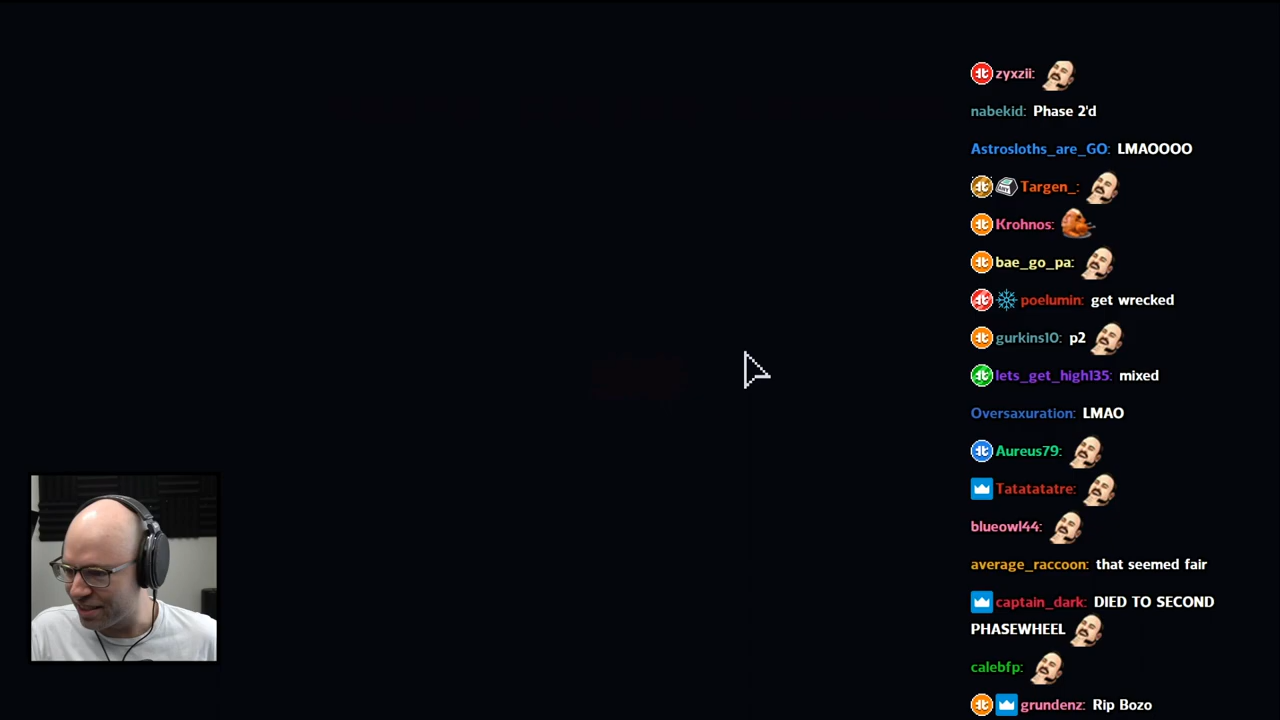 zyxzii:
nabekid: Phase 2'd
Astrosloths_are_GO: LMAOOOO
Targen_:
Krohnos:
bae_go_pa:
poelumin: get wrecked
gurkins10: p2
lets_get_high135: mixed
Oversaxuration: LMAO
Aureus79:
Tatatatatre:
blueowl44:
average_raccoon: that seemed fair
captain_dark: DIED TO SECOND
PHASEWHEEL
calebfp:
grundenz: Rip Bozo